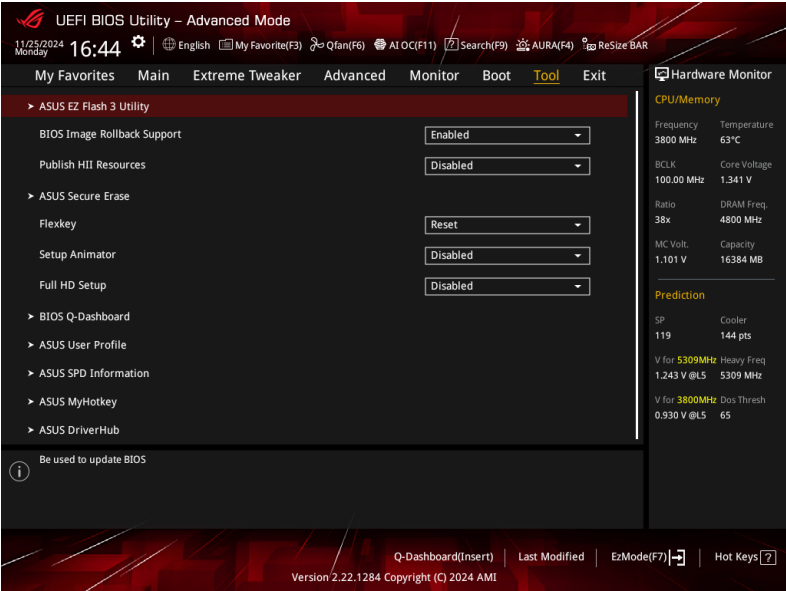 UEFI BIOS Utility – Advanced Mode
11/25/2024 Monday 16:44 English My Favorite(F3) Qfan(F6) AI OC(F11) Search(F9) AURA(F4) ReSize BAR
My Favorites Main Extreme Tweaker Advanced Monitor Boot Tool Exit
ASUS EZ Flash 3 Utility
BIOS Image Rollback Support Enabled
Publish HII Resources Disabled
ASUS Secure Erase
Flexkey Reset
Setup Animator Disabled
Full HD Setup Disabled
BIOS Q-Dashboard
ASUS User Profile
ASUS SPD Information
ASUS MyHotkey
ASUS DriverHub
Be used to update BIOS
Hardware Monitor
CPU/Memory
Frequency Temperature
3800 MHz 63°C
BCLK Core Voltage
100.00 MHz 1.341 V
Ratio DRAM Freq.
38x 4800 MHz
MC Volt. Capacity
1.101 V 16384 MB
Prediction
SP Cooler
119 144 pts
V for 5309MHz Heavy Freq
1.243 V @L5 5309 MHz
V for 3800MHz Dos Thresh
0.930 V @L5 65
Q-Dashboard(Insert) Last Modified EzMode(F7) Hot Keys ?
Version 2.22.1284 Copyright (C) 2024 AMI